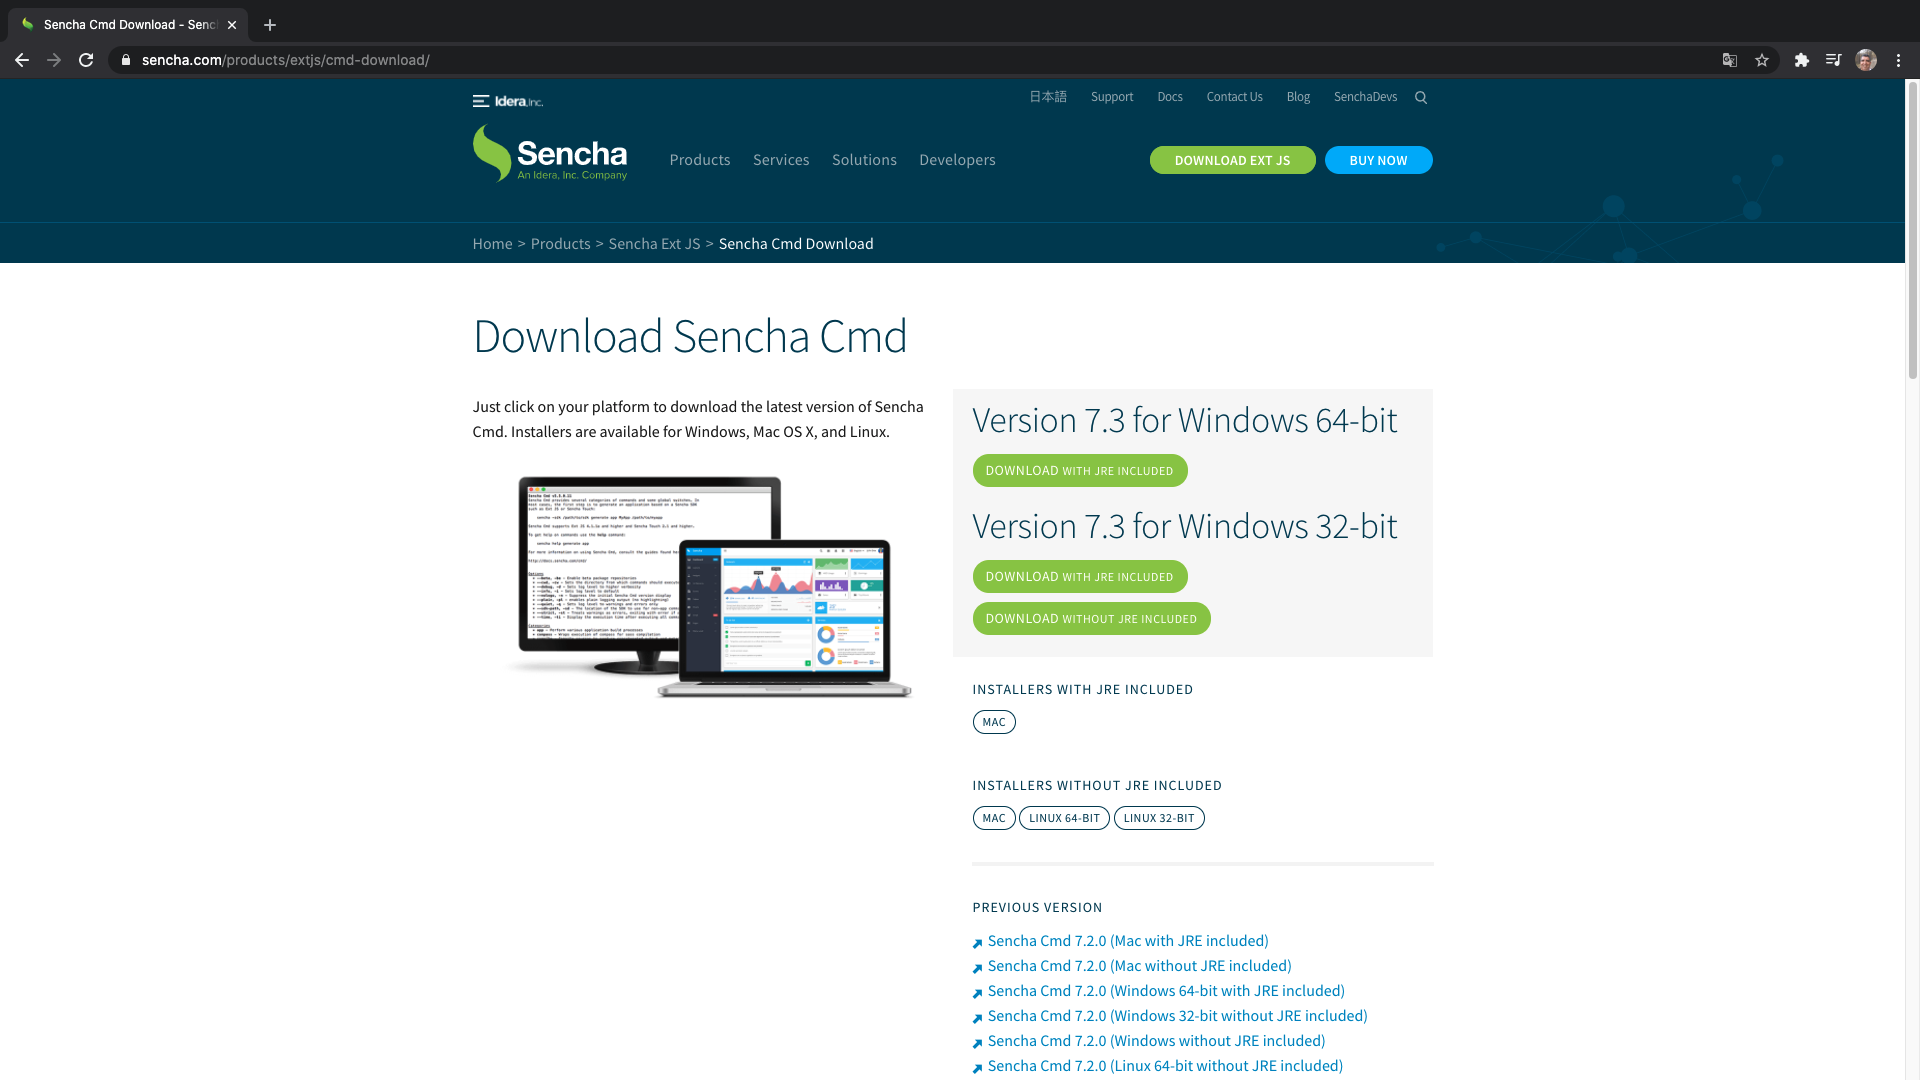 Sencha Cmd Download - Senc
sencha.com/products/extjs/cmd-download/
Idera, Inc.
日本語 Support Docs Contact Us Blog SenchaDevs
Sencha
An Idera, Inc. Company
Products Services Solutions Developers
DOWNLOAD EXT JS BUY NOW
Home > Products > Sencha Ext JS > Sencha Cmd Download
Download Sencha Cmd
Just click on your platform to download the latest version of Sencha
Cmd. Installers are available for Windows, Mac OS X, and Linux.
Version 7.3 for Windows 64-bit
DOWNLOAD WITH JRE INCLUDED
Version 7.3 for Windows 32-bit
DOWNLOAD WITH JRE INCLUDED
DOWNLOAD WITHOUT JRE INCLUDED
INSTALLERS WITH JRE INCLUDED
MAC
INSTALLERS WITHOUT JRE INCLUDED
MAC LINUX 64-BIT LINUX 32-BIT
PREVIOUS VERSION
Sencha Cmd 7.2.0 (Mac with JRE included)
Sencha Cmd 7.2.0 (Mac without JRE included)
Sencha Cmd 7.2.0 (Windows 64-bit with JRE included)
Sencha Cmd 7.2.0 (Windows 32-bit without JRE included)
Sencha Cmd 7.2.0 (Windows without JRE included)
Sencha Cmd 7.2.0 (Linux 64-bit without JRE included)